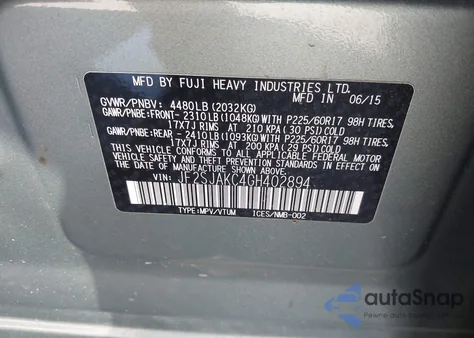 MFD BY FUJI HEAVY INDUSTRIES LTD.
GVWR/PNBV: 4480LB (2032KG) IN 06/15
GAWR/PNBE:FRONT- 2310LB(1048KG)WITH P225/60R17 98H TIRES,
17X7J RIMS AT 210 KPA ( 30 PSI) COLD
GAWR/PNBE:REAR - 2410LB(1093KG)WITH P225/60R17 98H TIRES,
17X7J RIMS AT 200 KPA ( 29 PSI) COLD
THIS VEHICLE CONFORMS TO ALL APPLICABLE
FEDERAL MOTOR VEHICLE SAFETY
STANDARDS IN EFFECT ON
THE DATE OF MANUFACTURE SHOWN ABOVE.
VIN: JF2SJAKC4GH402894
TYPE:MPV/VTUM ICES/NMB-002
autoSnap